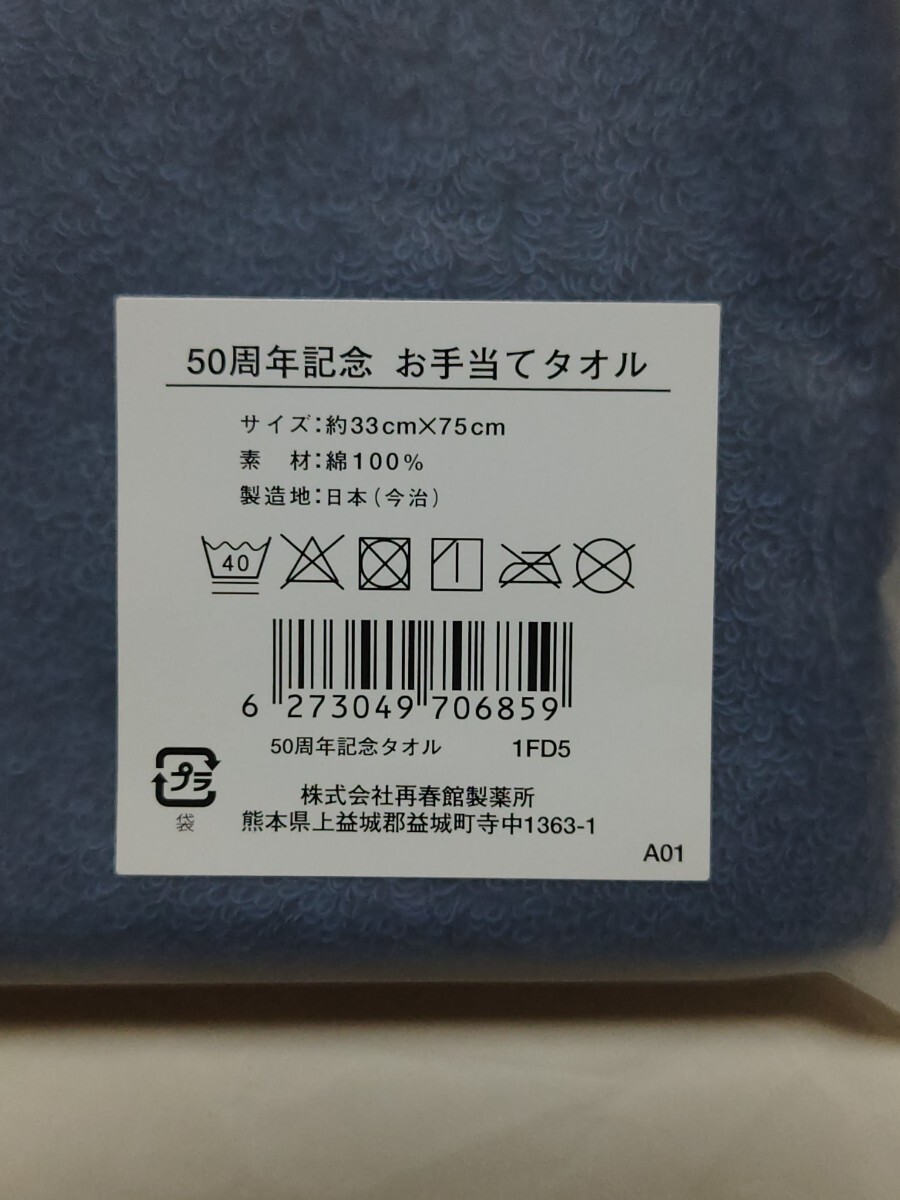 50周年記念 お手当てタオル
サイズ:約33cm×75cm
素　材:綿100%
製造地:日本(今治)
40
6 273049 706859
50周年記念タオル 1FD5
プラ
袋
株式会社再春館製薬所
熊本県上益城郡益城町寺中1363-1
A01